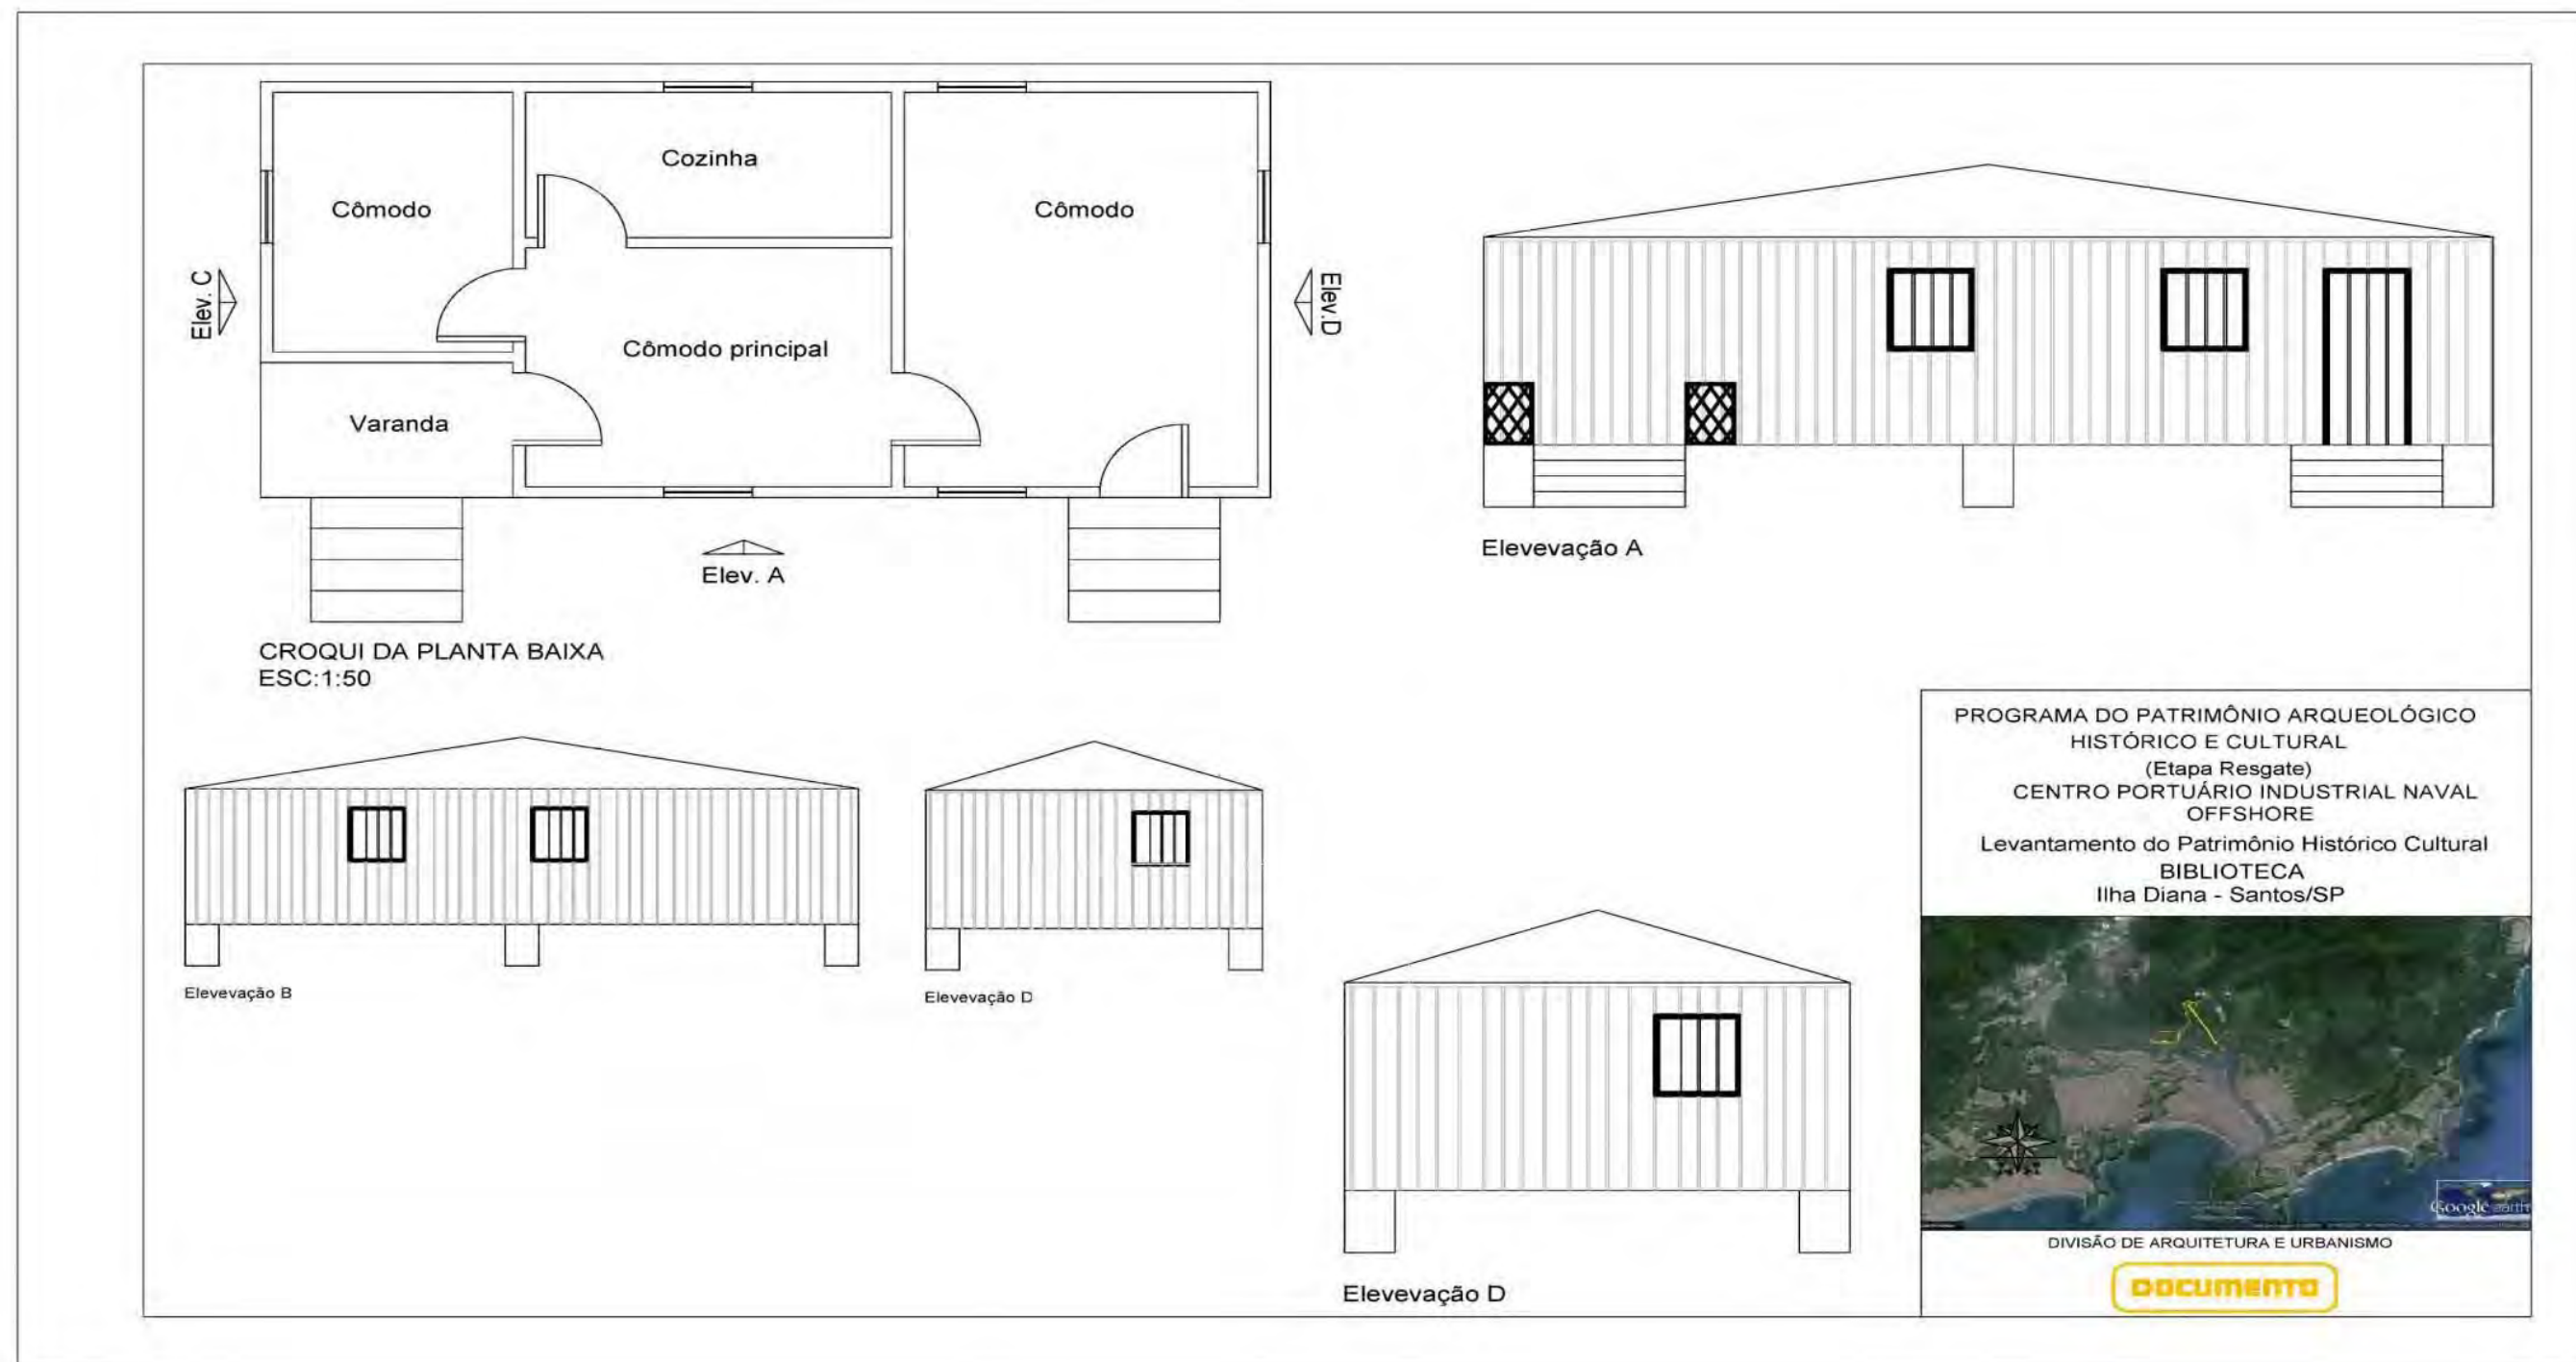 Cômodo
Cozinha
Cômodo
Elev. C
Elev.D
Cômodo principal
Varanda
Elev. A
CROQUI DA PLANTA BAIXA
ESC:1:50
Elevevação A
Elevevação B
Elevevação D
Elevevação D
PROGRAMA DO PATRIMÔNIO ARQUEOLÓGICO
HISTÓRICO E CULTURAL
(Etapa Resgate)
CENTRO PORTUÁRIO INDUSTRIAL NAVAL
OFFSHORE
Levantamento do Patrimônio Histórico Cultural
BIBLIOTECA
Ilha Diana - Santos/SP
Google earth
DIVISÃO DE ARQUITETURA E URBANISMO
DOCUMENTO